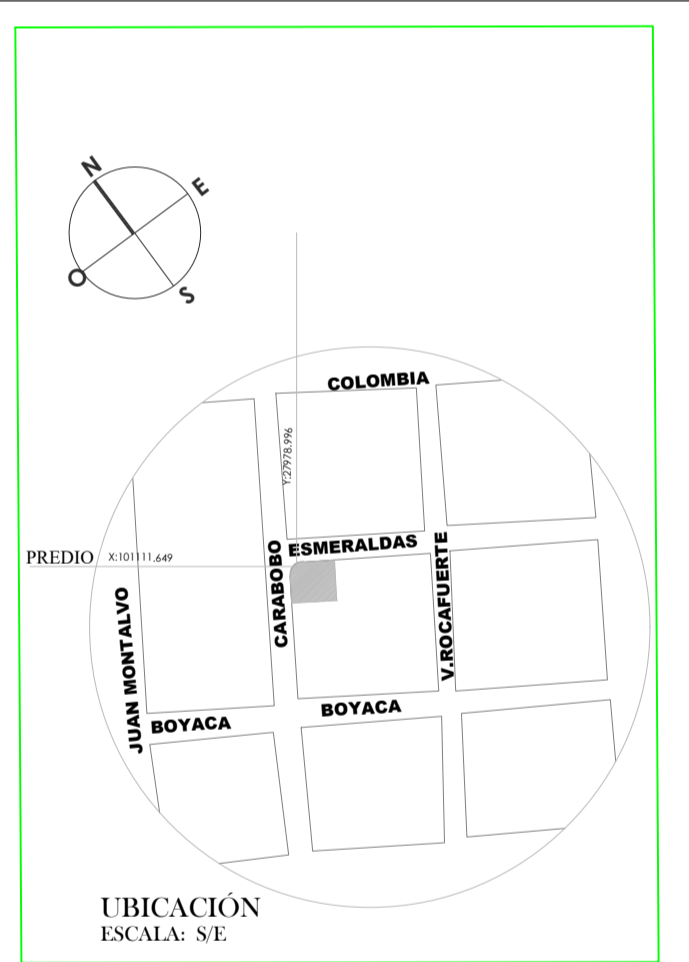 N
E
O
S
COLOMBIA
Y:27978.996
ESMERALDAS
PREDIO
X:101111.649
CARABOBO
V.ROCAFUERTE
JUAN MONTALVO
BOYACA
BOYACA
UBICACIÓN
ESCALA: S/E